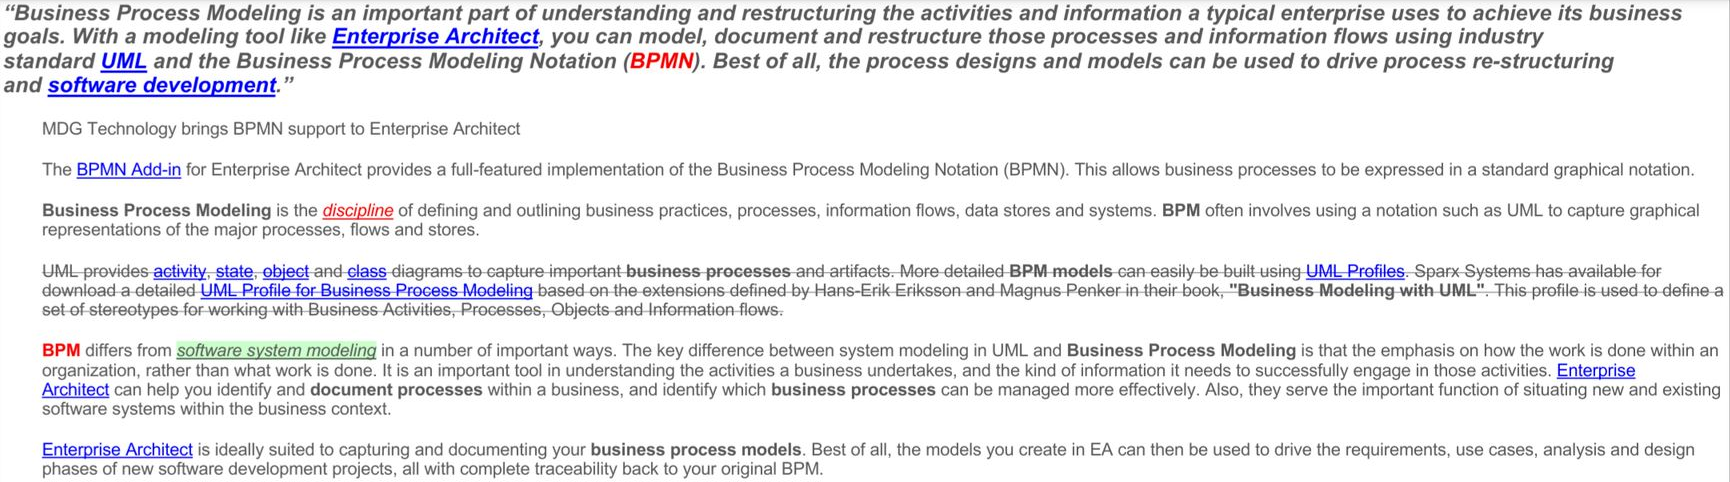 “Business Process Modeling is an important part of understanding and restructuring the activities and information a typical enterprise uses to achieve its business
goals. With a modeling tool like Enterprise Architect, you can model, document and restructure those processes and information flows using industry
standard UML and the Business Process Modeling Notation (BPMN). Best of all, the process designs and models can be used to drive process re-structuring
and software development.”
MDG Technology brings BPMN support to Enterprise Architect
The BPMN Add-in for Enterprise Architect provides a full-featured implementation of the Business Process Modeling Notation (BPMN). This allows business processes to be expressed in a standard graphical notation.
Business Process Modeling is the discipline of defining and outlining business practices, processes, information flows, data stores and systems. BPM often involves using a notation such as UML to capture graphical
representations of the major processes, flows and stores.
UML provides activity, state, object and class diagrams to capture important business processes and artifacts. More detailed BPM models can easily be built using UML Profiles. Sparx Systems has available for
download a detailed UML Profile for Business Process Modeling based on the extensions defined by Hans-Erik Eriksson and Magnus Penker in their book, "Business Modeling with UML". This profile is used to define a
set of stereotypes for working with Business Activities, Processes, Objects and Information flows.
BPM differs from software system modeling in a number of important ways. The key difference between system modeling in UML and Business Process Modeling is that the emphasis on how the work is done within an
organization, rather than what work is done. It is an important tool in understanding the activities a business undertakes, and the kind of information it needs to successfully engage in those activities. Enterprise
Architect can help you identify and document processes within a business, and identify which business processes can be managed more effectively. Also, they serve the important function of situating new and existing
software systems within the business context.
Enterprise Architect is ideally suited to capturing and documenting your business process models. Best of all, the models you create in EA can then be used to drive the requirements, use cases, analysis and design
phases of new software development projects, all with complete traceability back to your original BPM.